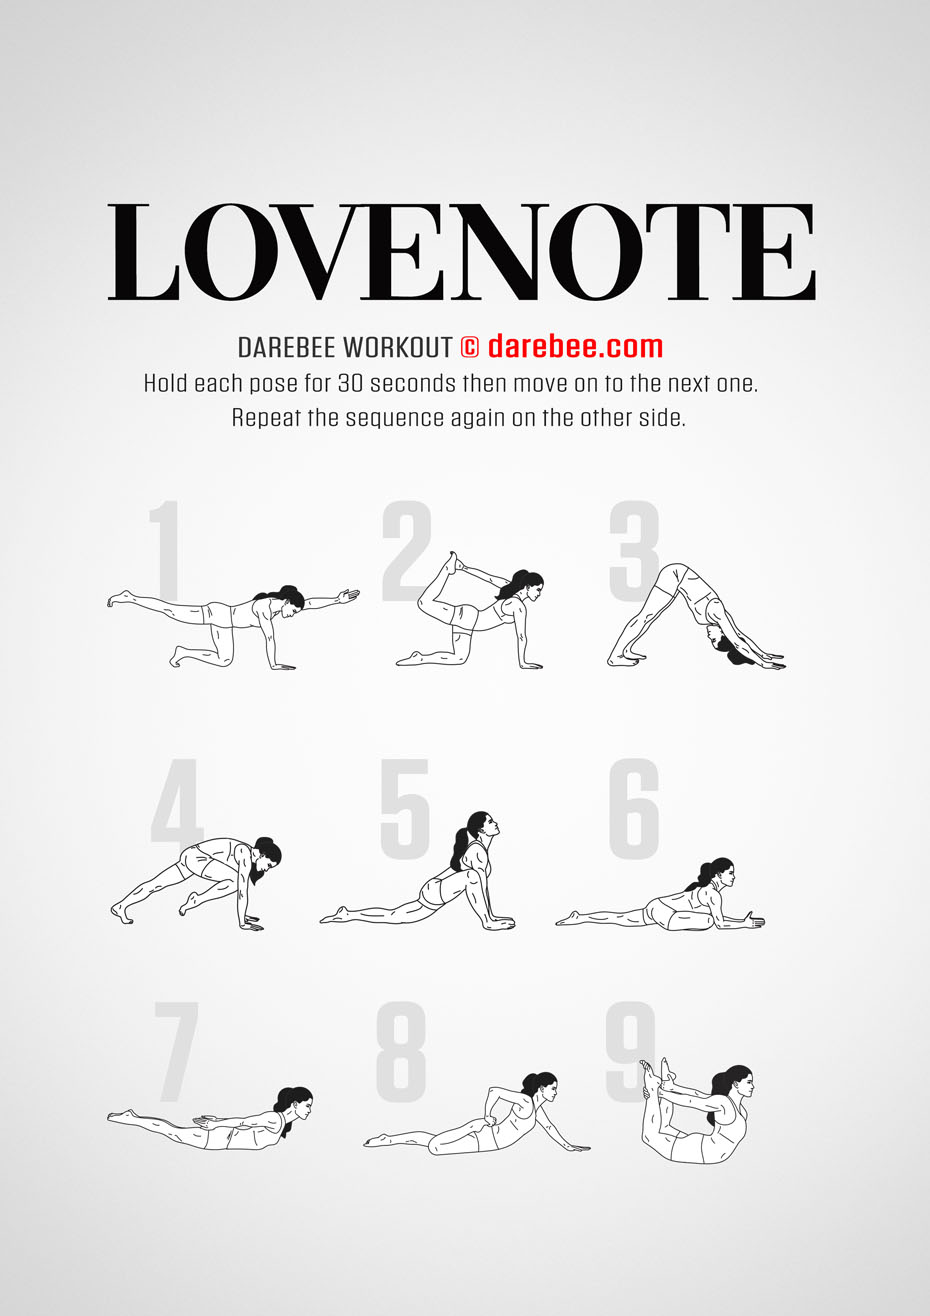 LOVENOTE
DAREBEE WORKOUT © darebee.com
Hold each pose for 30 seconds then move on to the next one.
Repeat the sequence again on the other side.
1
2
3
4
5
6
7
8
9